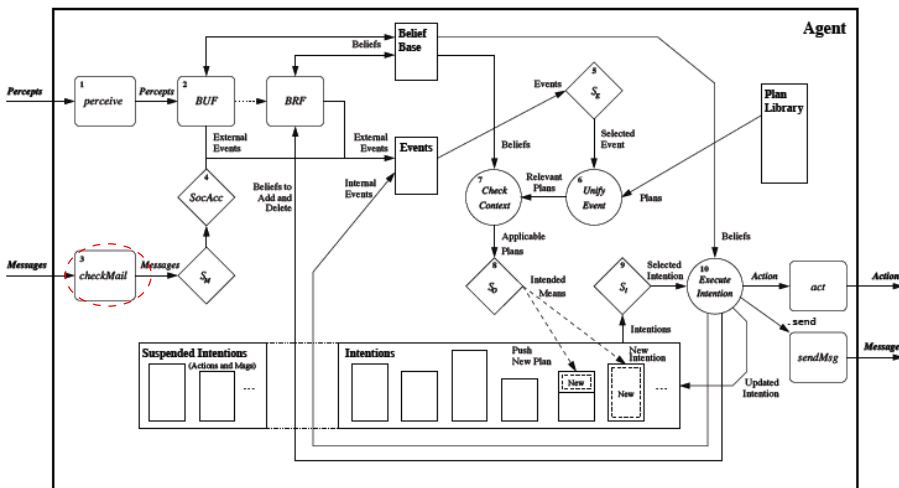 Agent
Belief
Base
Beliefs
Percepts
1
perceive
Percepts
2
BUF
BRF
Events
5
S_E
Plan
Library
External
Events
External
Events
Events
Selected
Event
Beliefs
4
SocAcc
Beliefs to
Add and
Delete
Internal
Events
7
Check
Context
Relevant
Plans
6
Unify
Event
Plans
Messages
3
checkMail
Messages
S_M
Applicable
Plans
8
S_O
Intended
Means
9
S_I
Selected
Intention
Beliefs
10
Execute
Intention
Action
act
Action
.send
sendMsg
Message
Intentions
Suspended Intentions
(Actions and Msgs)
...
Intentions
Push
New Plan
New
New
Intention
New
...
Updated
Intention